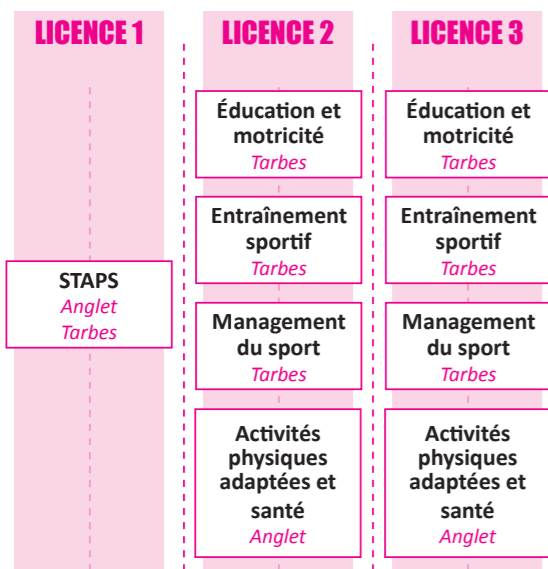 LICENCE 1
STAPS
Anglet
Tarbes
LICENCE 2
Éducation et
motricité
Tarbes
Entraînement
sportif
Tarbes
Management
du sport
Tarbes
Activités
physiques
adaptées et
santé
Anglet
LICENCE 3
Éducation et
motricité
Tarbes
Entraînement
sportif
Tarbes
Management
du sport
Tarbes
Activités
physiques
adaptées et
santé
Anglet